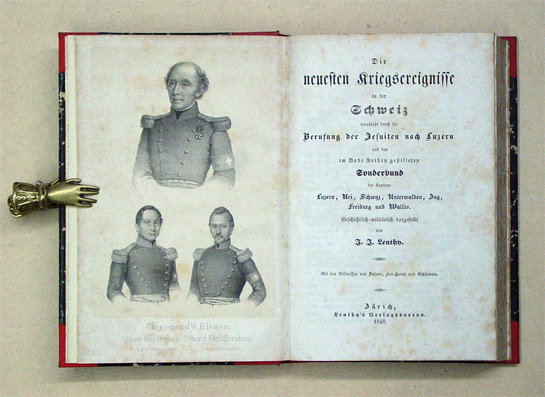 Obergeneral W. H. Dufour.
Die
neuesten Kriegsereignisse
in der
Schweiz
veranlaßt durch die
Berufung der Jesuiten nach Luzern
und den
im Bade Rothen gestifteten
Sonderbund
der Kantone
Luzern, Uri, Schwyz, Unterwalden, Zug,
Freiburg und Wallis.
Geschichtlich-militärisch dargestellt
von
J. J. Leuthy.
Mit den Bildnissen von Dufour,
Zürich,
Leuthy's Verlagsbureau.
1848.